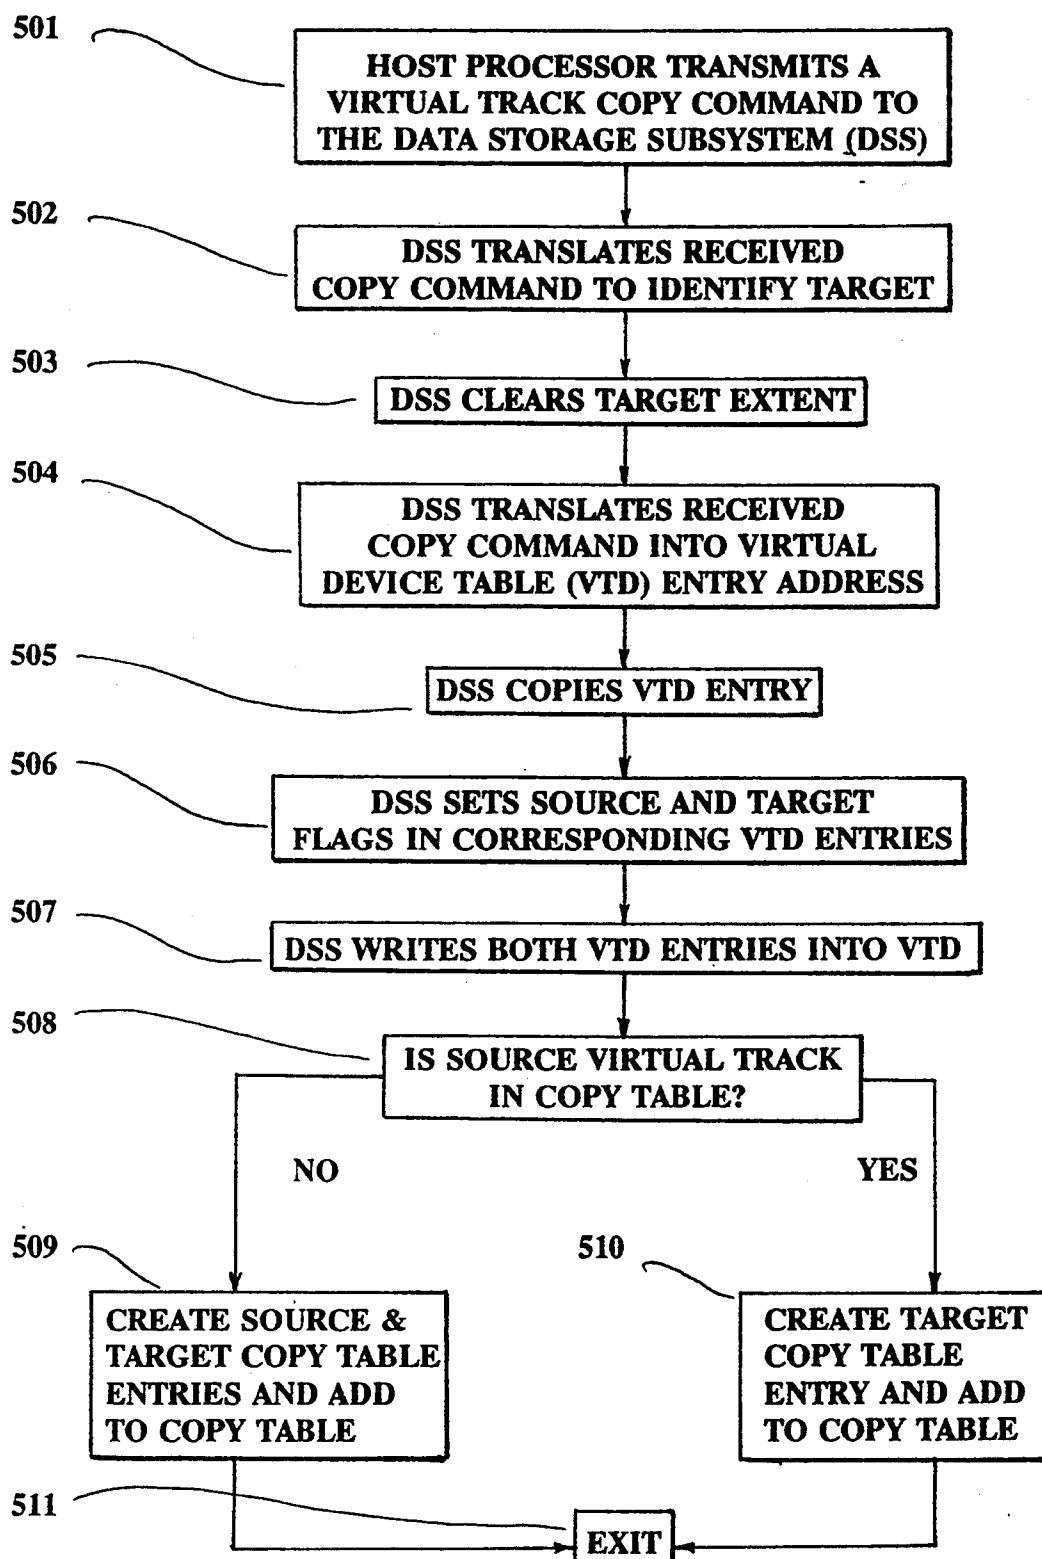 501
HOST PROCESSOR TRANSMITS A
VIRTUAL TRACK COPY COMMAND TO
THE DATA STORAGE SUBSYSTEM (DSS)
502
DSS TRANSLATES RECEIVED
COPY COMMAND TO IDENTIFY TARGET
503
DSS CLEARS TARGET EXTENT
504
DSS TRANSLATES RECEIVED
COPY COMMAND INTO VIRTUAL
DEVICE TABLE (VTD) ENTRY ADDRESS
505
DSS COPIES VTD ENTRY
506
DSS SETS SOURCE AND TARGET
FLAGS IN CORRESPONDING VTD ENTRIES
507
DSS WRITES BOTH VTD ENTRIES INTO VTD
508
IS SOURCE VIRTUAL TRACK
IN COPY TABLE?
NO
YES
509
CREATE SOURCE &
TARGET COPY TABLE
ENTRIES AND ADD
TO COPY TABLE
510
CREATE TARGET
COPY TABLE
ENTRY AND ADD
TO COPY TABLE
511
EXIT